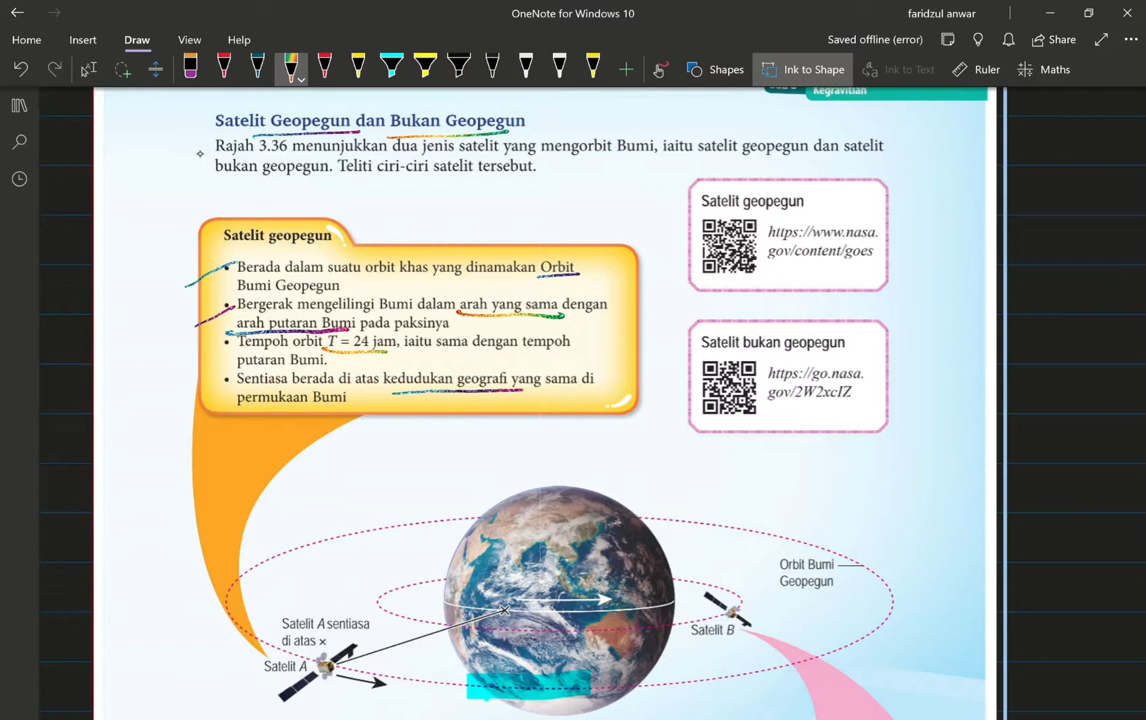 OneNote for Windows 10
faridzul anwar
Home
Insert
Draw
View
Help
Saved offline (error)
Share
Shapes
Ink to Shape
Ink to Text
Ruler
Maths
Kegravitian
Satelit Geopegun dan Bukan Geopegun
Rajah 3.36 menunjukkan dua jenis satelit yang mengorbit Bumi, iaitu satelit geopegun dan satelit
bukan geopegun. Teliti ciri-ciri satelit tersebut.
Satelit geopegun
• Berada dalam suatu orbit khas yang dinamakan Orbit
Bumi Geopegun
• Bergerak mengelilingi Bumi dalam arah yang sama dengan
arah putaran Bumi pada paksinya
• Tempoh orbit T = 24 jam, iaitu sama dengan tempoh
putaran Bumi.
• Sentiasa berada di atas kedudukan geografi yang sama di
permukaan Bumi
Satelit geopegun
https://www.nasa.
gov/content/goes
Satelit bukan geopegun
https://go.nasa.
gov/2W2xcIZ
Orbit Bumi
Geopegun
Satelit A sentiasa
di atas ×
Satelit A
Satelit B
×